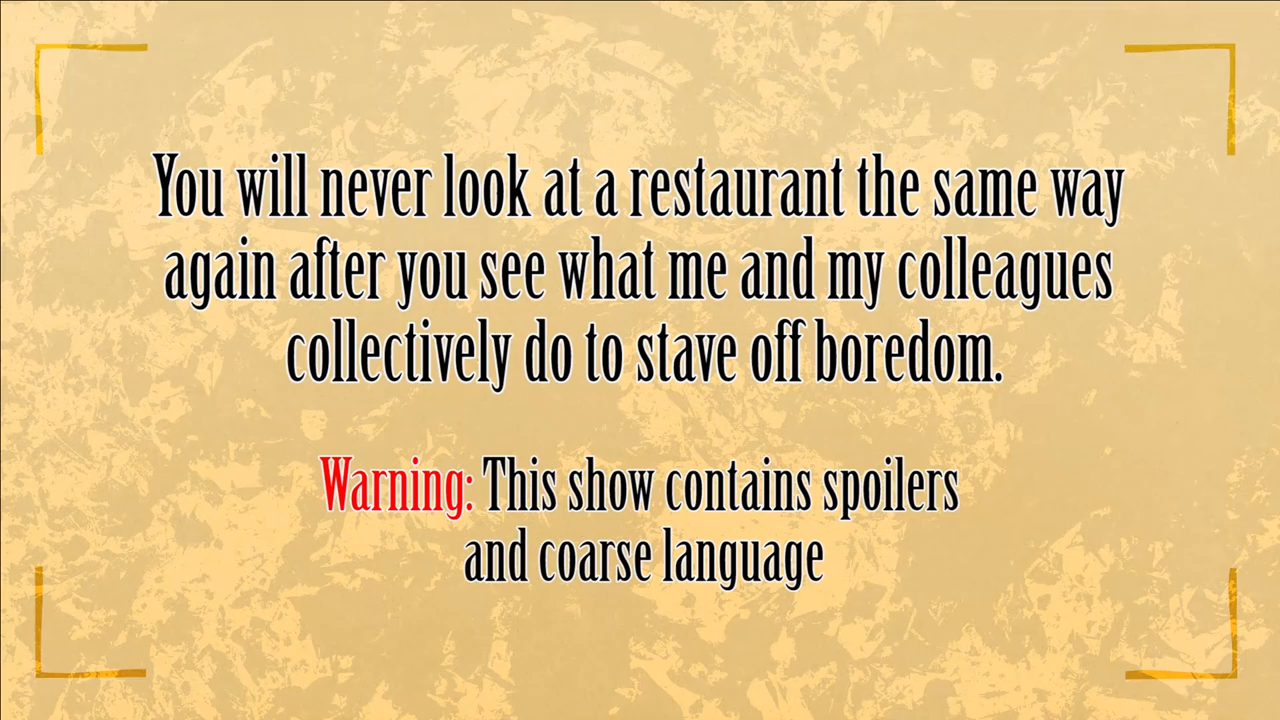 You will never look at a restaurant the same way
again after you see what me and my colleagues
collectively do to stave off boredom.
Warning: This show contains spoilers
and coarse language